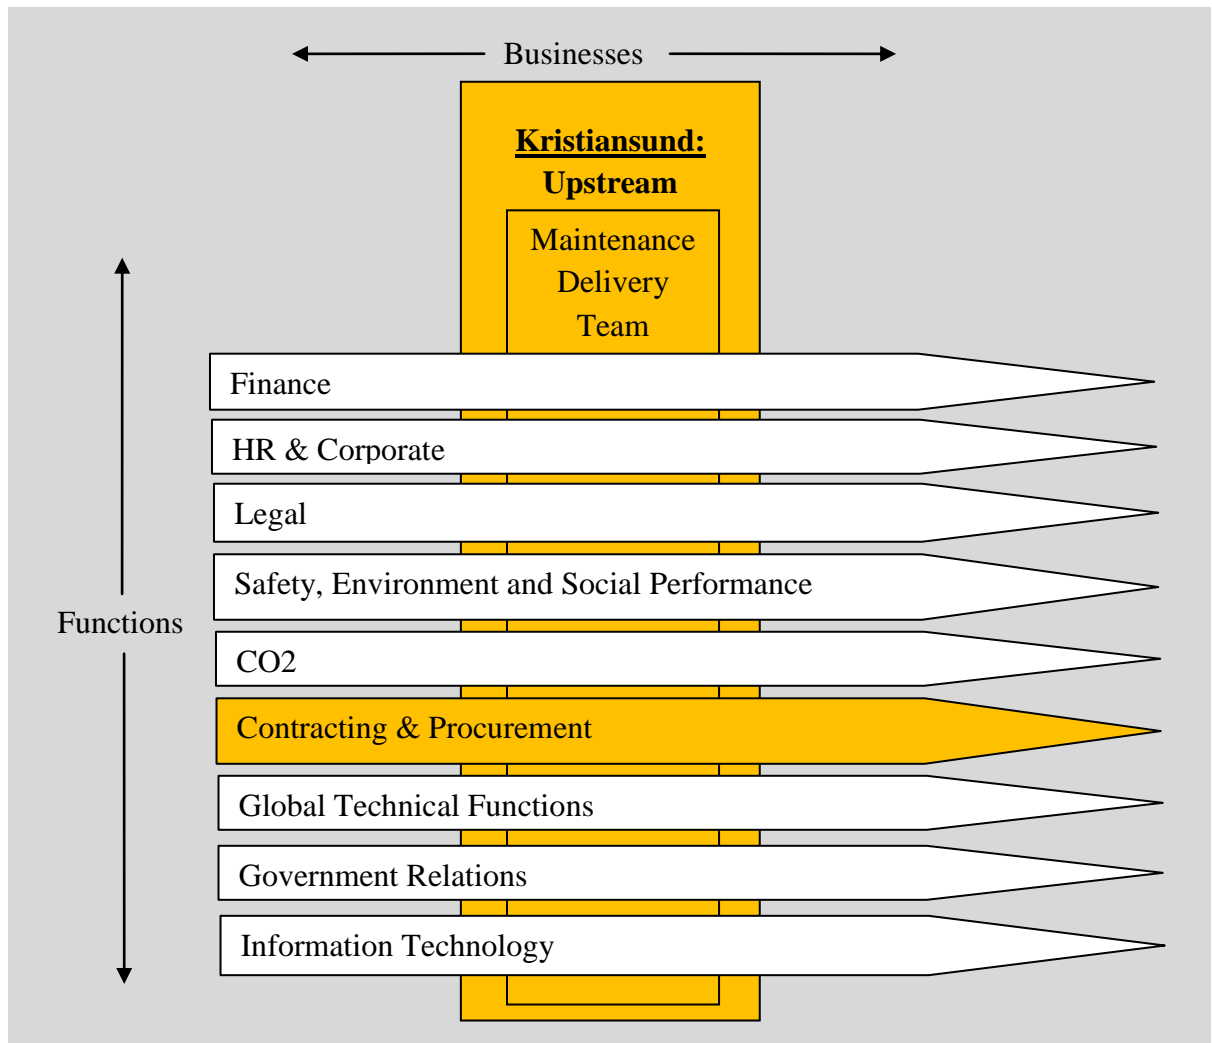 Businesses
Kristiansund:
Upstream
Maintenance
Delivery
Team
Finance
HR & Corporate
Legal
Safety, Environment and Social Performance
Functions
CO2
Contracting & Procurement
Global Technical Functions
Government Relations
Information Technology